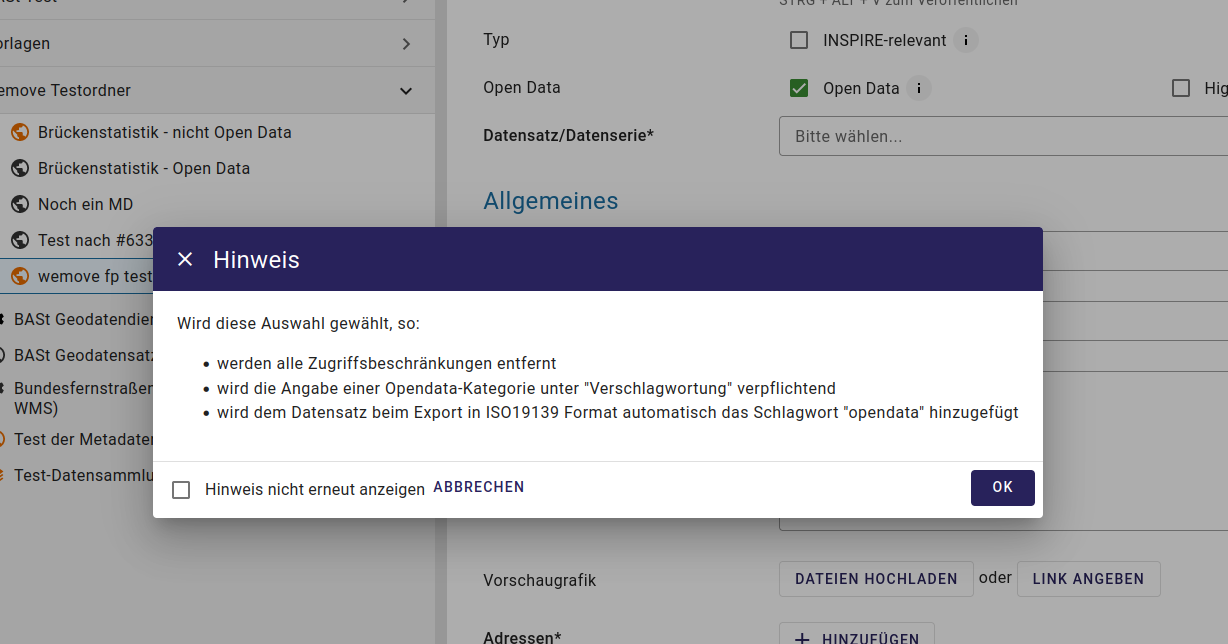 STRG + ALT + V zum Veröffentlichen
orlagen
emove Testordner
Brückenstatistik - nicht Open Data
Brückenstatistik - Open Data
Noch ein MD
Test nach #633
wemove fp test
BASt Geodatendien
BASt Geodatensatz
Bundesfernstraßen
WMS)
Test der Metadaten
Test-Datensammlu
Typ
INSPIRE-relevant i
Open Data
Open Data i
Hig
Datensatz/Datenserie*
Bitte wählen...
Allgemeines
Hinweis
Wird diese Auswahl gewählt, so:
• werden alle Zugriffsbeschränkungen entfernt
• wird die Angabe einer Opendata-Kategorie unter "Verschlagwortung" verpflichtend
• wird dem Datensatz beim Export in ISO19139 Format automatisch das Schlagwort "opendata" hinzugefügt
Hinweis nicht erneut anzeigen ABBRECHEN
OK
Vorschaugrafik
DATEIEN HOCHLADEN oder LINK ANGEBEN
Adressen*
+ HINZUFÜGEN